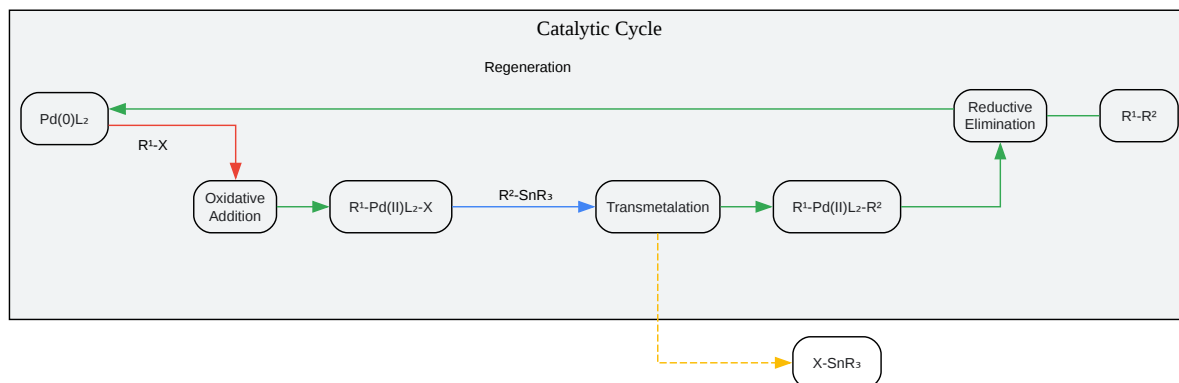 Catalytic Cycle
Regeneration
Pd(0)L₂
Reductive
Elimination
R¹-R²
R¹-X
Oxidative
Addition
R¹-Pd(II)L₂-X
R²-SnR₃
Transmetalation
R¹-Pd(II)L₂-R²
X-SnR₃